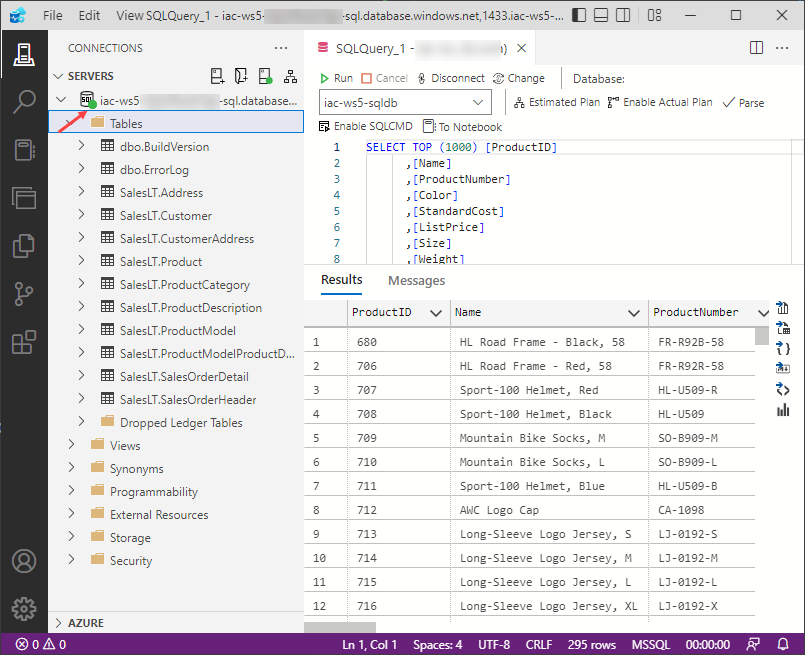 File Edit View SQLQuery_1 - iac-ws5- -sql.database.windows.net,1433.iac-ws5-...
CONNECTIONS
SERVERS
iac-ws5 -sql.database...
Tables
dbo.BuildVersion
dbo.ErrorLog
SalesLT.Address
SalesLT.Customer
SalesLT.CustomerAddress
SalesLT.Product
SalesLT.ProductCategory
SalesLT.ProductDescription
SalesLT.ProductModel
SalesLT.ProductModelProductD...
SalesLT.SalesOrderDetail
SalesLT.SalesOrderHeader
Dropped Ledger Tables
Views
Synonyms
Programmability
External Resources
Storage
Security
AZURE
SQLQuery_1 - )
Run Cancel Disconnect Change Database:
iac-ws5-sqldb Estimated Plan Enable Actual Plan Parse
Enable SQLCMD To Notebook
1 SELECT TOP (1000) [ProductID]
2 ,[Name]
3 ,[ProductNumber]
4 ,[Color]
5 ,[StandardCost]
6 ,[ListPrice]
7 ,[Size]
8 ,[Weight]
Results Messages
ProductID Name ProductNumber
1 680 HL Road Frame - Black, 58 FR-R92B-58
2 706 HL Road Frame - Red, 58 FR-R92R-58
3 707 Sport-100 Helmet, Red HL-U509-R
4 708 Sport-100 Helmet, Black HL-U509
5 709 Mountain Bike Socks, M SO-B909-M
6 710 Mountain Bike Socks, L SO-B909-L
7 711 Sport-100 Helmet, Blue HL-U509-B
8 712 AWC Logo Cap CA-1098
9 713 Long-Sleeve Logo Jersey, S LJ-0192-S
10 714 Long-Sleeve Logo Jersey, M LJ-0192-M
11 715 Long-Sleeve Logo Jersey, L LJ-0192-L
12 716 Long-Sleeve Logo Jersey, XL LJ-0192-X
0 0 Ln 1, Col 1 Spaces: 4 UTF-8 CRLF 295 rows MSSQL 00:00:00